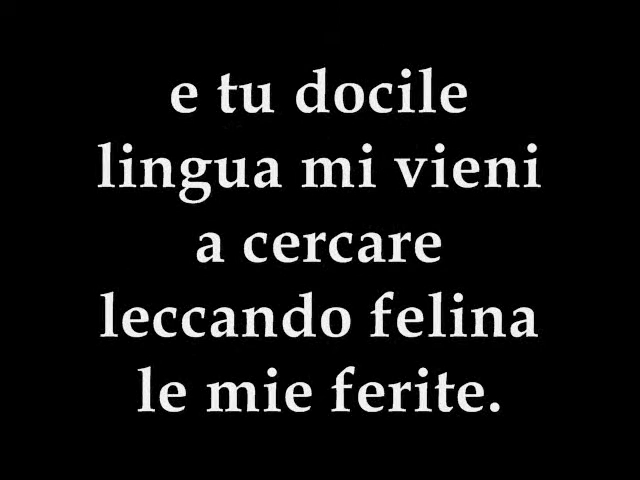 e tu docile
lingua mi vieni
a cercare
leccando felina
le mie ferite.